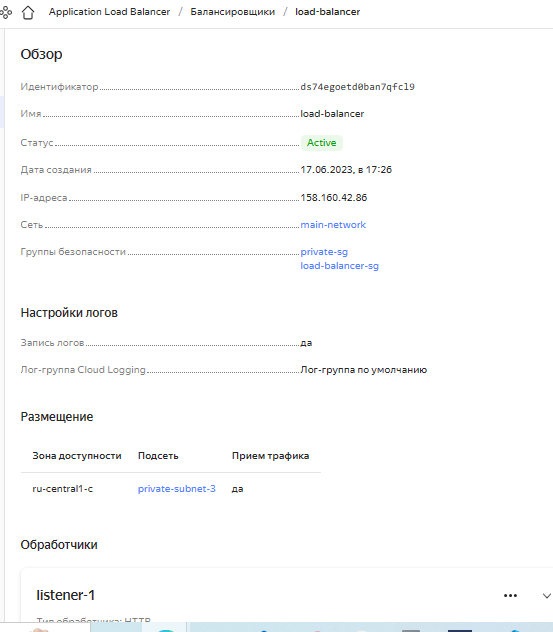 Application Load Balancer / Балансировщики / load-balancer
Обзор
Идентификатор ds74egoetd0ban7qfcl9
Имя load-balancer
Статус Active
Дата создания 17.06.2023, в 17:26
IP-адреса 158.160.42.86
Сеть main-network
Группы безопасности private-sg
load-balancer-sg
Настройки логов
Запись логов да
Лог-группа Cloud Logging Лог-группа по умолчанию
Размещение
Зона доступности Подсеть Прием трафика
ru-central1-c private-subnet-3 да
Обработчики
listener-1
Тип обработчика: HTTP